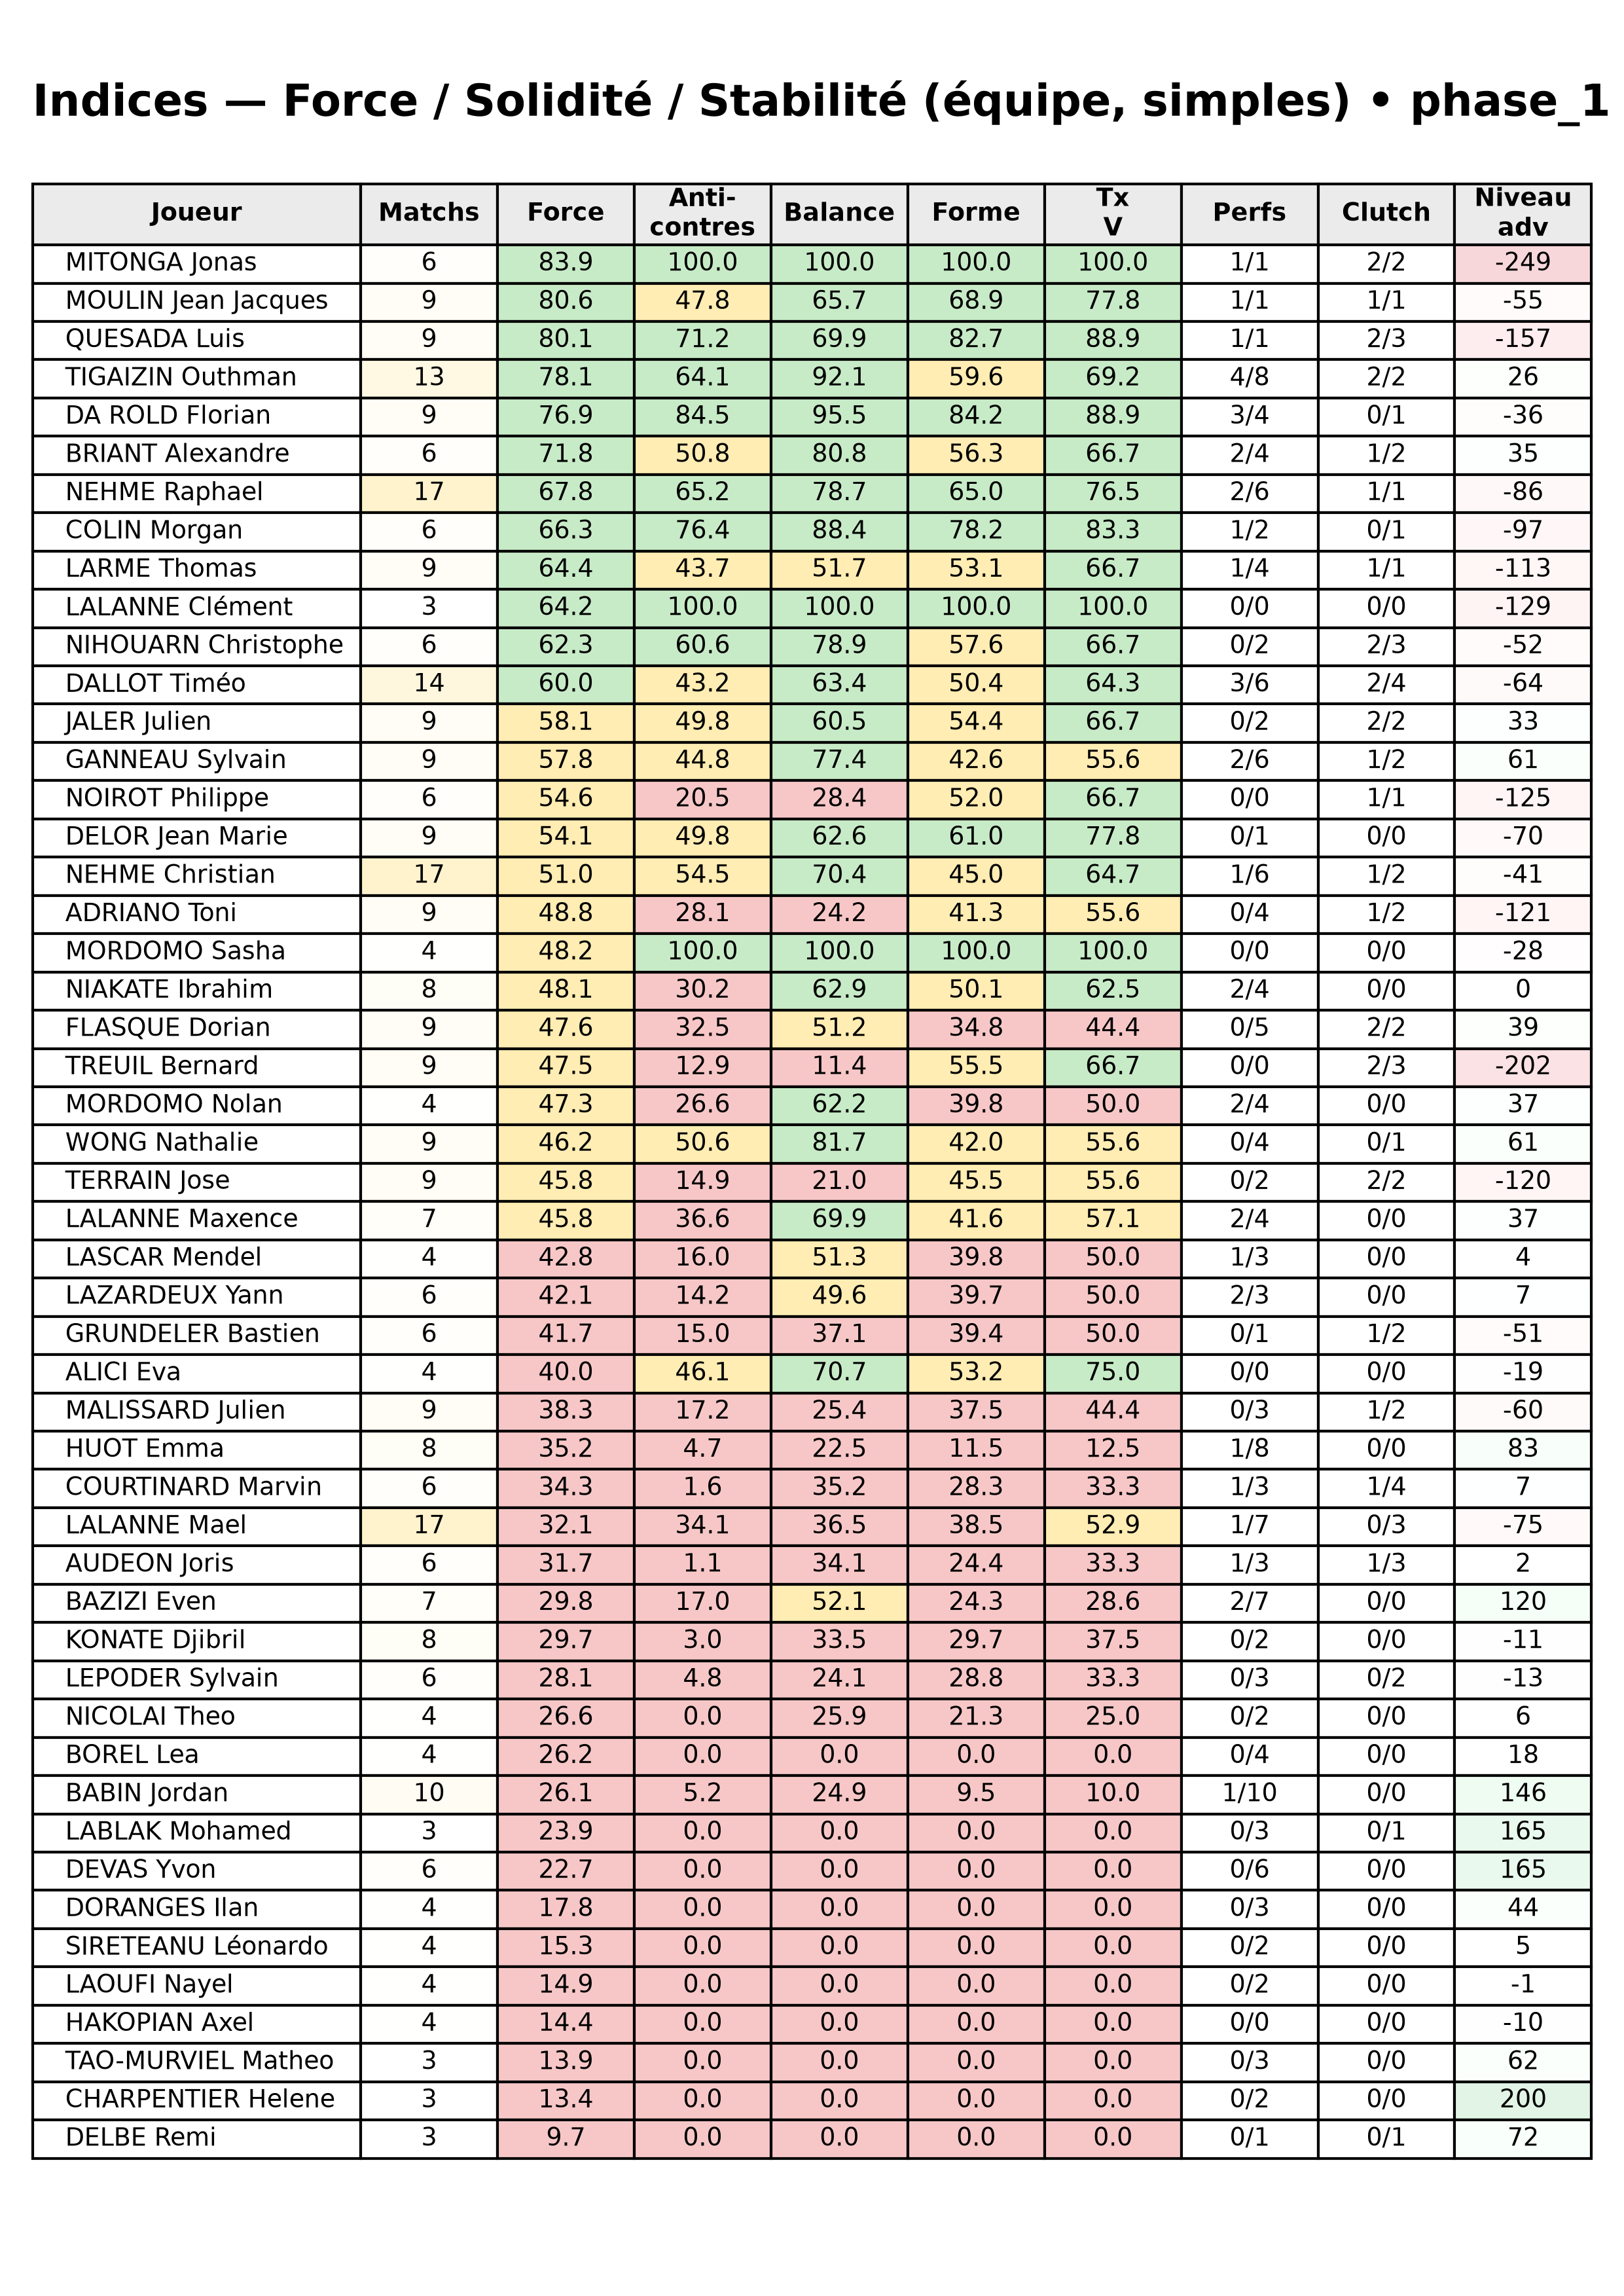 Indices — Force / Solidité / Stabilité (équipe, simples) • phase_1
Joueur Matchs Force Anti-contres Balance Forme Tx V Perfs Clutch Niveau adv
MITONGA Jonas 6 83.9 100.0 100.0 100.0 100.0 1/1 2/2 -249
MOULIN Jean Jacques 9 80.6 47.8 65.7 68.9 77.8 1/1 1/1 -55
QUESADA Luis 9 80.1 71.2 69.9 82.7 88.9 1/1 2/3 -157
TIGAIZIN Outhman 13 78.1 64.1 92.1 59.6 69.2 4/8 2/2 26
DA ROLD Florian 9 76.9 84.5 95.5 84.2 88.9 3/4 0/1 -36
BRIANT Alexandre 6 71.8 50.8 80.8 56.3 66.7 2/4 1/2 35
NEHME Raphael 17 67.8 65.2 78.7 65.0 76.5 2/6 1/1 -86
COLIN Morgan 6 66.3 76.4 88.4 78.2 83.3 1/2 0/1 -97
LARME Thomas 9 64.4 43.7 51.7 53.1 66.7 1/4 1/1 -113
LALANNE Clément 3 64.2 100.0 100.0 100.0 100.0 0/0 0/0 -129
NIHOUARN Christophe 6 62.3 60.6 78.9 57.6 66.7 0/2 2/3 -52
DALLOT Timéo 14 60.0 43.2 63.4 50.4 64.3 3/6 2/4 -64
JALER Julien 9 58.1 49.8 60.5 54.4 66.7 0/2 2/2 33
GANNEAU Sylvain 9 57.8 44.8 77.4 42.6 55.6 2/6 1/2 61
NOIROT Philippe 6 54.6 20.5 28.4 52.0 66.7 0/0 1/1 -125
DELOR Jean Marie 9 54.1 49.8 62.6 61.0 77.8 0/1 0/0 -70
NEHME Christian 17 51.0 54.5 70.4 45.0 64.7 1/6 1/2 -41
ADRIANO Toni 9 48.8 28.1 24.2 41.3 55.6 0/4 1/2 -121
MORDOMO Sasha 4 48.2 100.0 100.0 100.0 100.0 0/0 0/0 -28
NIAKATE Ibrahim 8 48.1 30.2 62.9 50.1 62.5 2/4 0/0 0
FLASQUE Dorian 9 47.6 32.5 51.2 34.8 44.4 0/5 2/2 39
TREUIL Bernard 9 47.5 12.9 11.4 55.5 66.7 0/0 2/3 -202
MORDOMO Nolan 4 47.3 26.6 62.2 39.8 50.0 2/4 0/0 37
WONG Nathalie 9 46.2 50.6 81.7 42.0 55.6 0/4 0/1 61
TERRAIN Jose 9 45.8 14.9 21.0 45.5 55.6 0/2 2/2 -120
LALANNE Maxence 7 45.8 36.6 69.9 41.6 57.1 2/4 0/0 37
LASCAR Mendel 4 42.8 16.0 51.3 39.8 50.0 1/3 0/0 4
LAZARDEUX Yann 6 42.1 14.2 49.6 39.7 50.0 2/3 0/0 7
GRUNDELER Bastien 6 41.7 15.0 37.1 39.4 50.0 0/1 1/2 -51
ALICI Eva 4 40.0 46.1 70.7 53.2 75.0 0/0 0/0 -19
MALISSARD Julien 9 38.3 17.2 25.4 37.5 44.4 0/3 1/2 -60
HUOT Emma 8 35.2 4.7 22.5 11.5 12.5 1/8 0/0 83
COURTINARD Marvin 6 34.3 1.6 35.2 28.3 33.3 1/3 1/4 7
LALANNE Mael 17 32.1 34.1 36.5 38.5 52.9 1/7 0/3 -75
AUDEON Joris 6 31.7 1.1 34.1 24.4 33.3 1/3 1/3 2
BAZIZI Even 7 29.8 17.0 52.1 24.3 28.6 2/7 0/0 120
KONATE Djibril 8 29.7 3.0 33.5 29.7 37.5 0/2 0/0 -11
LEPODER Sylvain 6 28.1 4.8 24.1 28.8 33.3 0/3 0/2 -13
NICOLAI Theo 4 26.6 0.0 25.9 21.3 25.0 0/2 0/0 6
BOREL Lea 4 26.2 0.0 0.0 0.0 0.0 0/4 0/0 18
BABIN Jordan 10 26.1 5.2 24.9 9.5 10.0 1/10 0/0 146
LABLAK Mohamed 3 23.9 0.0 0.0 0.0 0.0 0/3 0/1 165
DEVAS Yvon 6 22.7 0.0 0.0 0.0 0.0 0/6 0/0 165
DORANGES Ilan 4 17.8 0.0 0.0 0.0 0.0 0/3 0/0 44
SIRETEANU Léonardo 4 15.3 0.0 0.0 0.0 0.0 0/2 0/0 5
LAOUFI Nayel 4 14.9 0.0 0.0 0.0 0.0 0/2 0/0 -1
HAKOPIAN Axel 4 14.4 0.0 0.0 0.0 0.0 0/0 0/0 -10
TAO-MURVIEL Matheo 3 13.9 0.0 0.0 0.0 0.0 0/3 0/0 62
CHARPENTIER Helene 3 13.4 0.0 0.0 0.0 0.0 0/2 0/0 200
DELBE Remi 3 9.7 0.0 0.0 0.0 0.0 0/1 0/1 72